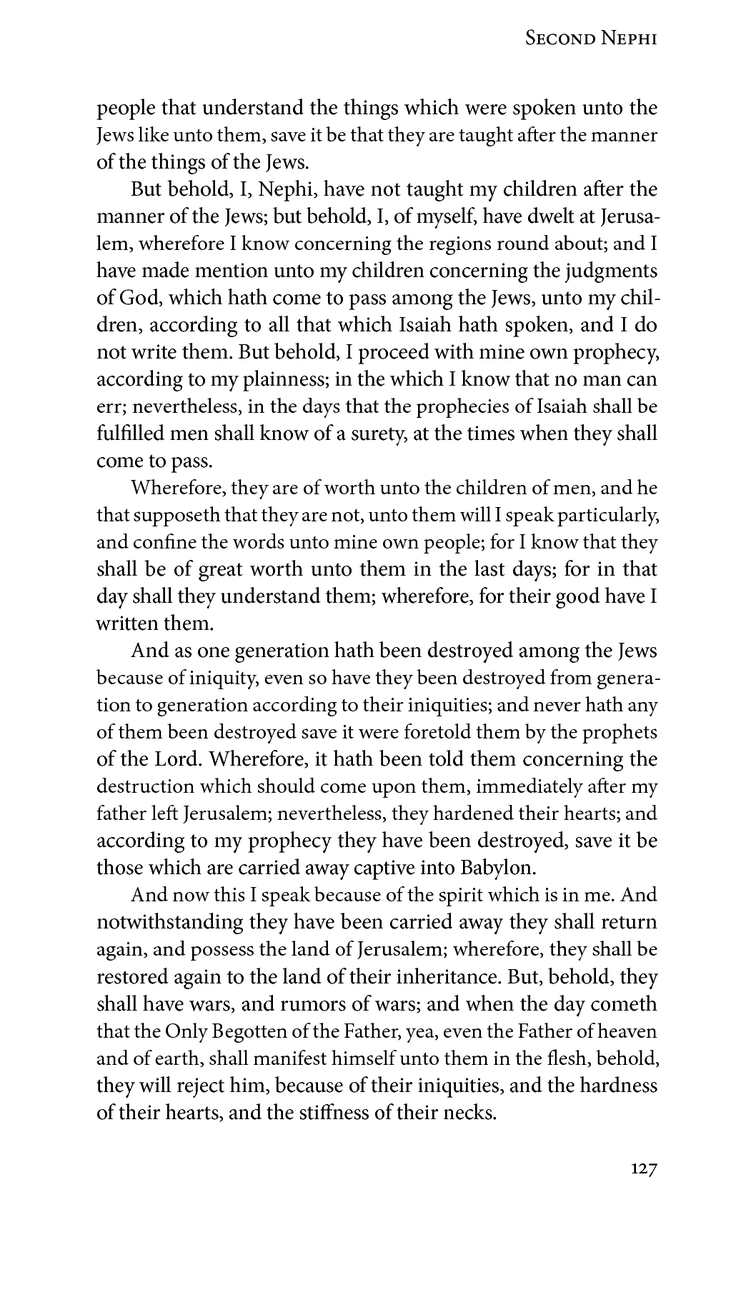 Second Nephi
people that understand the things which were spoken unto the
Jews like unto them, save it be that they are taught after the manner
of the things of the Jews.
But behold, I, Nephi, have not taught my children after the
manner of the Jews; but behold, I, of myself, have dwelt at Jerusa-
lem, wherefore I know concerning the regions round about; and I
have made mention unto my children concerning the judgments
of God, which hath come to pass among the Jews, unto my chil-
dren, according to all that which Isaiah hath spoken, and I do
not write them. But behold, I proceed with mine own prophecy,
according to my plainness; in the which I know that no man can
err; nevertheless, in the days that the prophecies of Isaiah shall be
fulfilled men shall know of a surety, at the times when they shall
come to pass.
Wherefore, they are of worth unto the children of men, and he
that supposeth that they are not, unto them will I speak particularly,
and confine the words unto mine own people; for I know that they
shall be of great worth unto them in the last days; for in that
day shall they understand them; wherefore, for their good have I
written them.
And as one generation hath been destroyed among the Jews
because of iniquity, even so have they been destroyed from genera-
tion to generation according to their iniquities; and never hath any
of them been destroyed save it were foretold them by the prophets
of the Lord. Wherefore, it hath been told them concerning the
destruction which should come upon them, immediately after my
father left Jerusalem; nevertheless, they hardened their hearts; and
according to my prophecy they have been destroyed, save it be
those which are carried away captive into Babylon.
And now this I speak because of the spirit which is in me. And
notwithstanding they have been carried away they shall return
again, and possess the land of Jerusalem; wherefore, they shall be
restored again to the land of their inheritance. But, behold, they
shall have wars, and rumors of wars; and when the day cometh
that the Only Begotten of the Father, yea, even the Father of heaven
and of earth, shall manifest himself unto them in the flesh, behold,
they will reject him, because of their iniquities, and the hardness
of their hearts, and the stiffness of their necks.
127